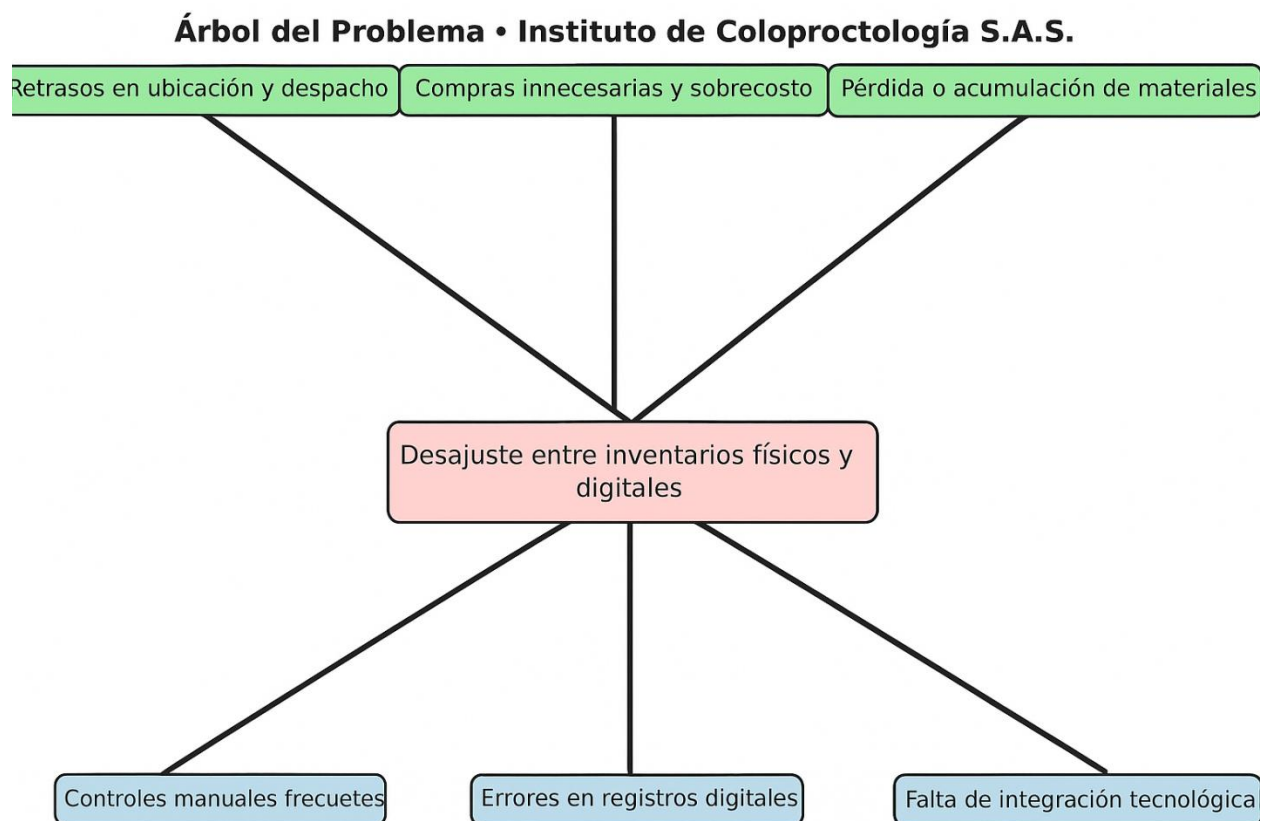 Árbol del Problema • Instituto de Coloproctología S.A.S.
Retrasos en ubicación y despacho
Compras innecesarias y sobrecosto
Pérdida o acumulación de materiales
Desajuste entre inventarios físicos y
digitales
Controles manuales frecuetes
Errores en registros digitales
Falta de integración tecnológica